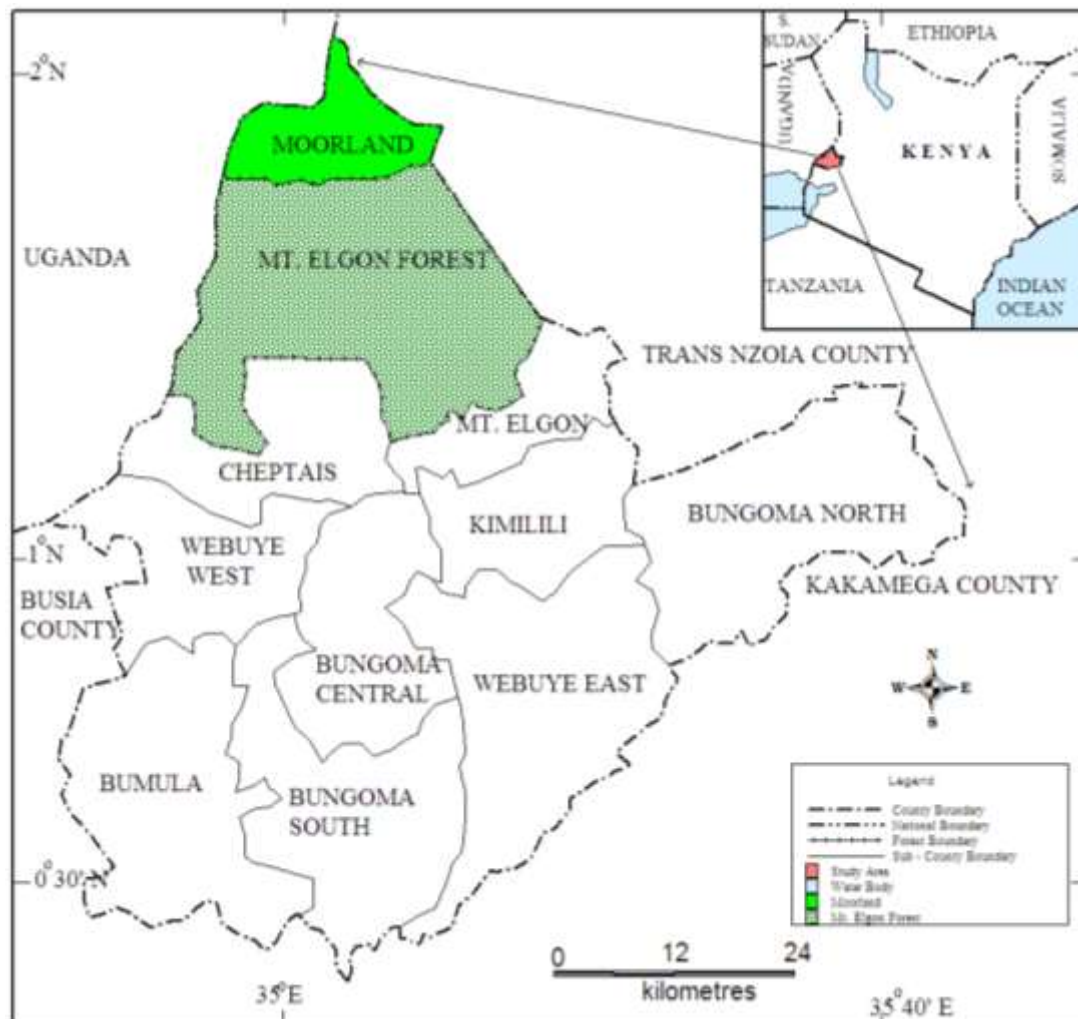 2°N
MOORLAND
UGANDA
MT. ELGON FOREST
S.
SUDAN
ETHIOPIA
UGANDA
KENYA
SOMALIA
TANZANIA
INDIAN
OCEAN
TRANS NZOIA COUNTY
MT. ELGON
CHEPTAIS
KIMILILI
BUNGOMA NORTH
WEBUYE
WEST
1°N
BUSIA
COUNTY
KAKAMEGA COUNTY
BUNGOMA
CENTRAL
WEBUYE EAST
N
W E
S
BUMULA
BUNGOMA
SOUTH
0°30'N
Legend
County Boundary
National Boundary
Forest Boundary
Sub - County Boundary
Study Area
Water Body
Moorland
Mt. Elgon Forest
0 12 24
kilometres
35°E
35°40'E